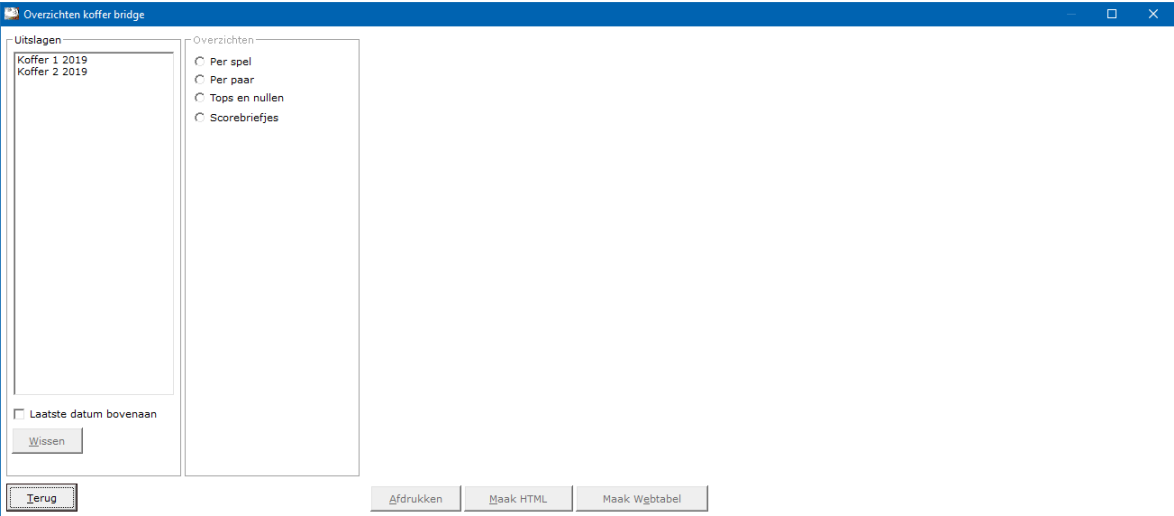 Overzichten koffer bridge
Uitslagen
Koffer 1 2019
Koffer 2 2019
Laatste datum bovenaan
Wissen
Overzichten
Per spel
Per paar
Tops en nullen
Scorebriefjes
Terug
Afdrukken
Maak HTML
Maak Webtabel